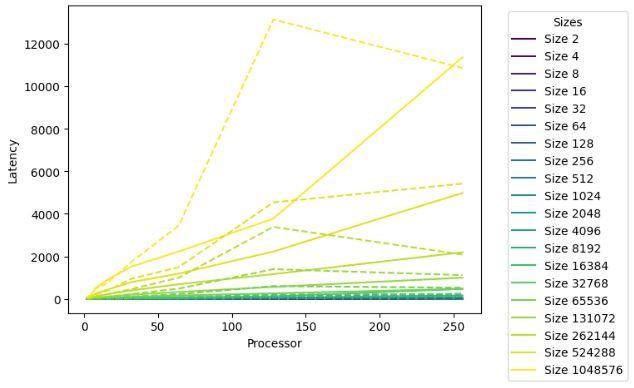 12000
10000
8000
6000
4000
2000
0
Latency
0 50 100 150 200 250
Processor
Sizes
Size 2
Size 4
Size 8
Size 16
Size 32
Size 64
Size 128
Size 256
Size 512
Size 1024
Size 2048
Size 4096
Size 8192
Size 16384
Size 32768
Size 65536
Size 131072
Size 262144
Size 524288
Size 1048576